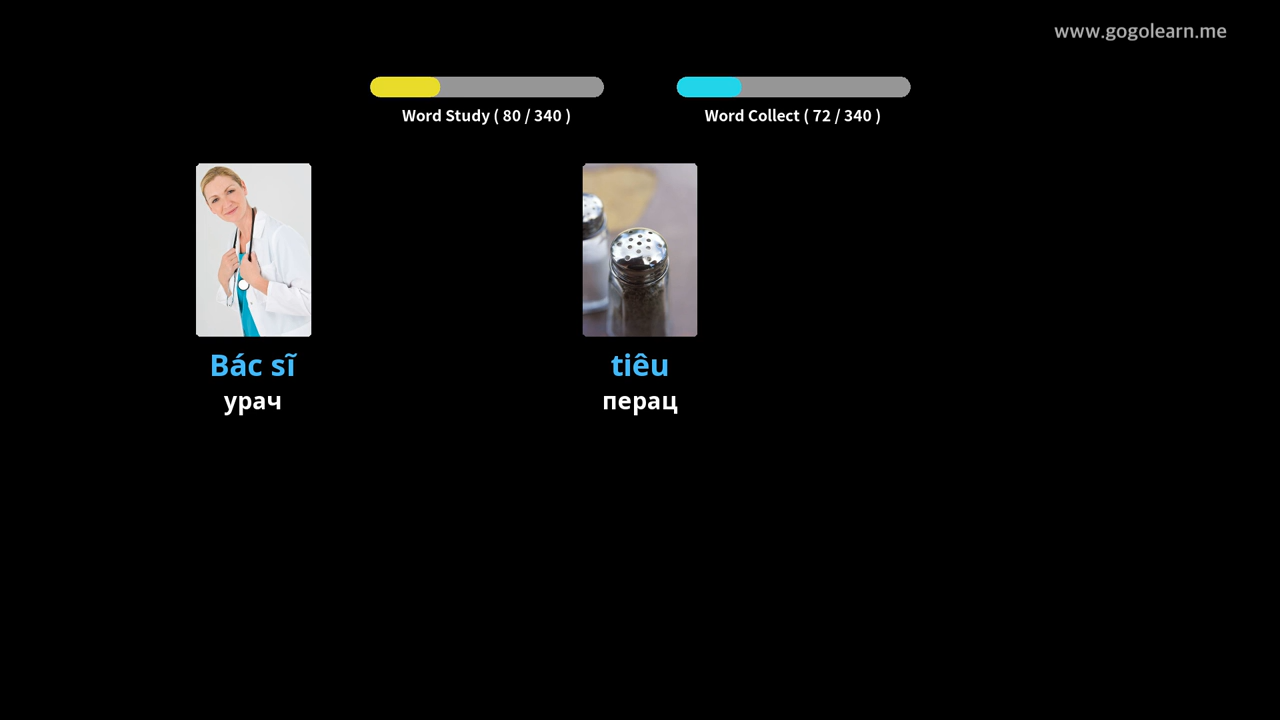 www.gogolearn.me
Word Study ( 80 / 340 )
Word Collect ( 72 / 340 )
Bác sĩ
урач
tiêu
перац